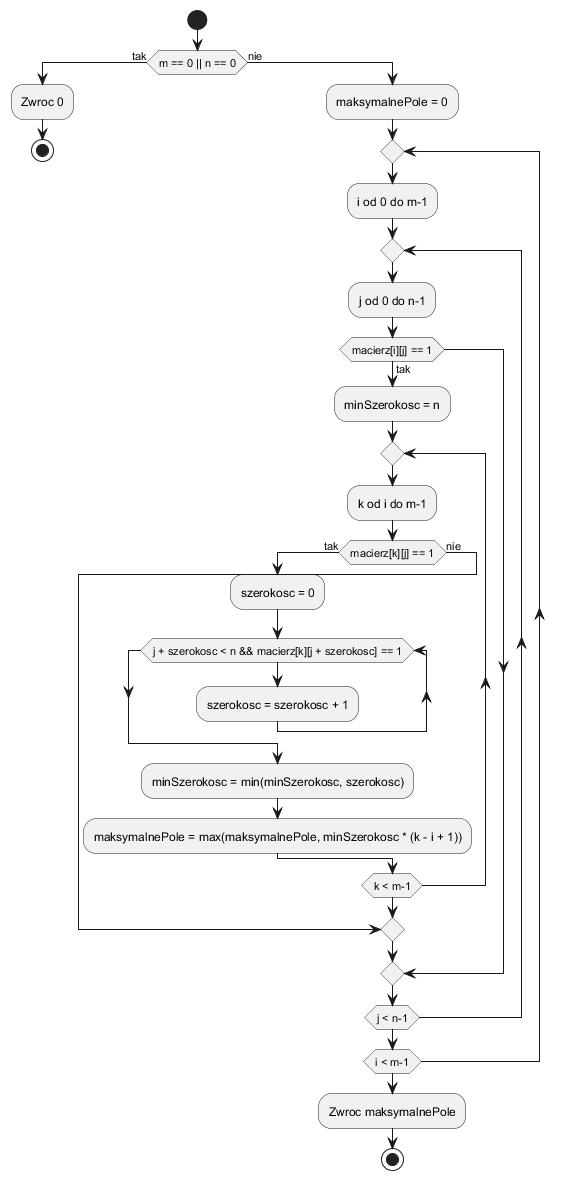 tak
m == 0 || n == 0
nie
Zwroc 0
maksymalnePole = 0
i od 0 do m-1
j od 0 do n-1
macierz[i][j] == 1
tak
minSzerokosc = n
k od i do m-1
tak
macierz[k][j] == 1
nie
szerokosc = 0
j + szerokosc < n && macierz[k][j + szerokosc] == 1
szerokosc = szerokosc + 1
minSzerokosc = min(minSzerokosc, szerokosc)
maksymalnePole = max(maksymalnePole, minSzerokosc * (k - i + 1))
k < m-1
j < n-1
i < m-1
Zwroc maksymalnePole